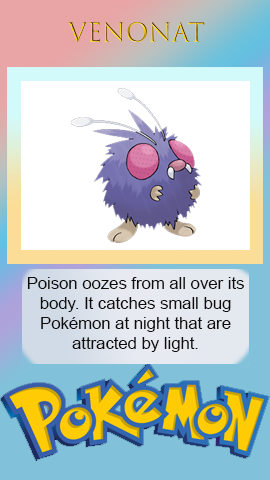 VENONAT
Poison oozes from all over its
body. It catches small bug
Pokémon at night that are
attracted by light.
POKéMON